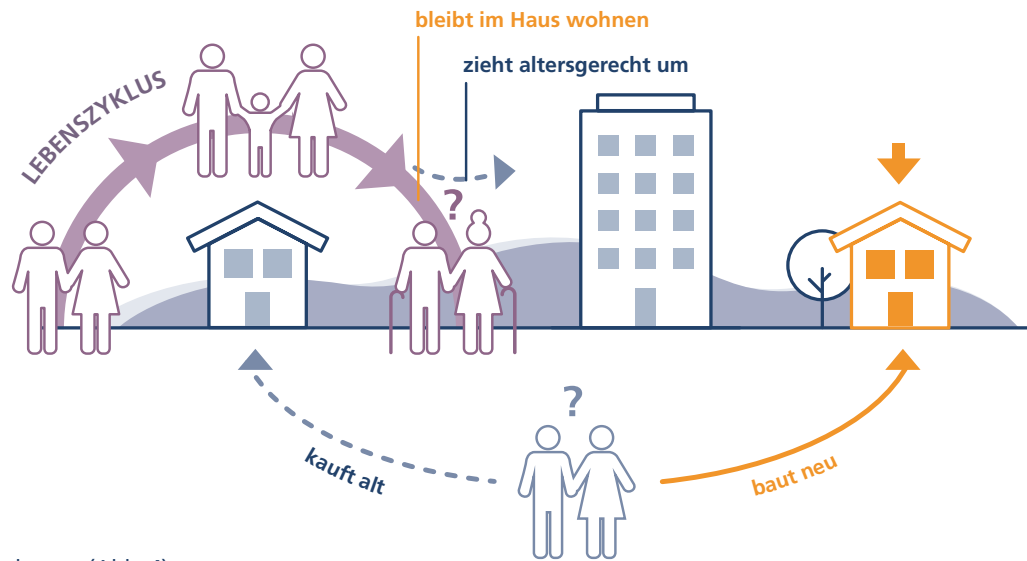 bleibt im Haus wohnen
zieht altersgerecht um
LEBENSZYKLUS
?
?
kauft alt
baut neu